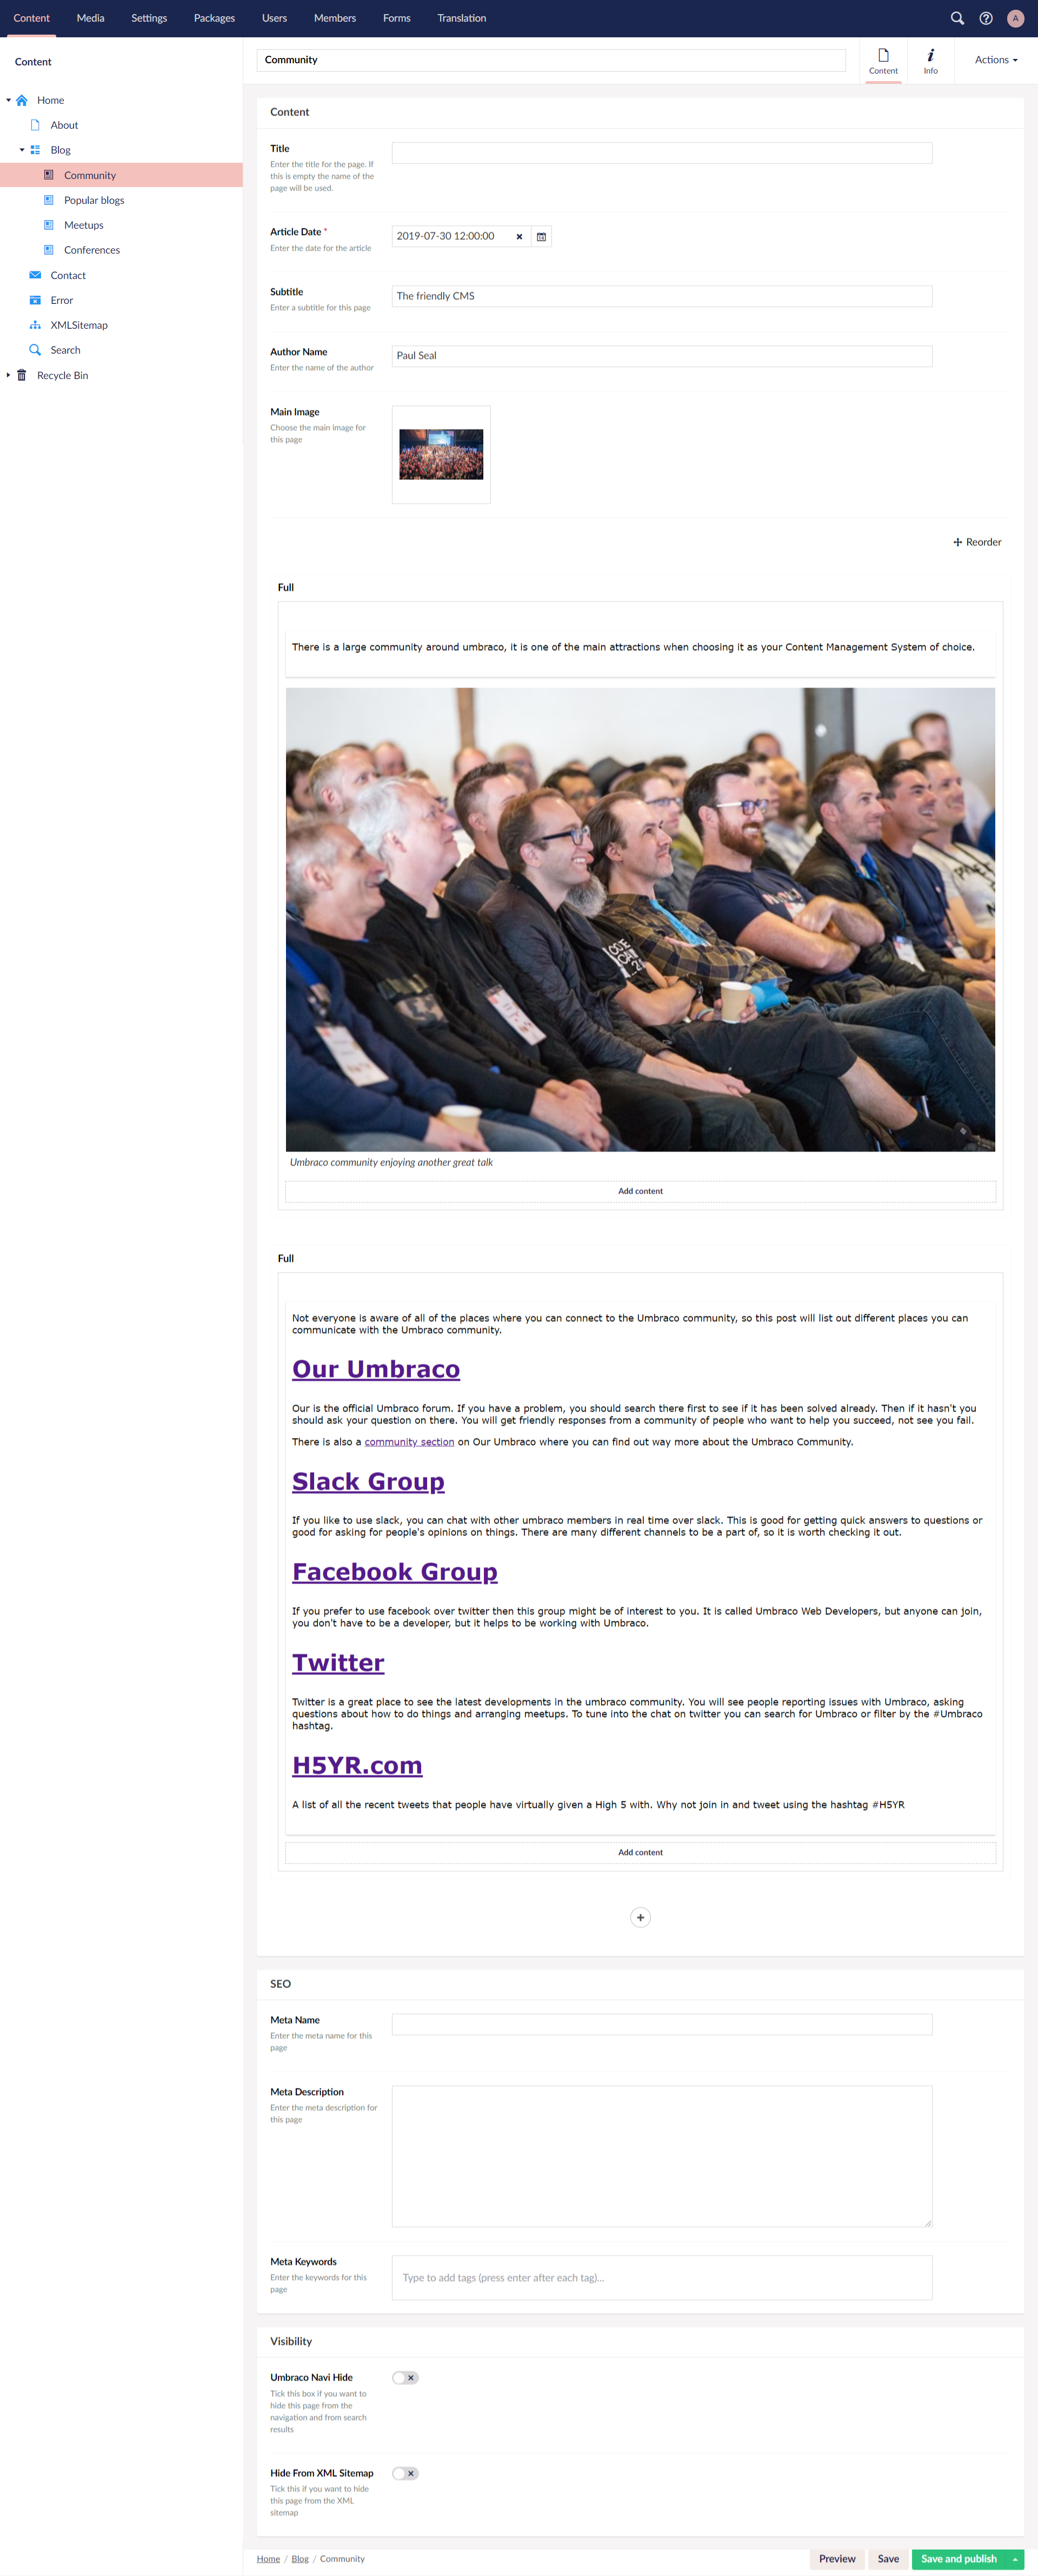 Content Media Settings Packages Users Members Forms Translation A
Content
Home
About
Blog
Community
Popular blogs
Meetups
Conferences
Contact
Error
XMLSitemap
Search
Recycle Bin
Community
Content
Info
Actions
Content
Title
Enter the title for the page. If
this is empty the name of the
page will be used.
Article Date *
Enter the date for the article
2019-07-30 12:00:00
Subtitle
Enter a subtitle for this page
The friendly CMS
Author Name
Enter the name of the author
Paul Seal
Main Image
Choose the main image for
this page
Reorder
Full
There is a large community around umbraco, it is one of the main attractions when choosing it as your Content Management System of choice.
Umbraco community enjoying another great talk
Add content
Full
Not everyone is aware of all of the places where you can connect to the Umbraco community, so this post will list out different places you can
communicate with the Umbraco community.
Our Umbraco
Our is the official Umbraco forum. If you have a problem, you should search there first to see if it has been solved already. Then if it hasn't you
should ask your question on there. You will get friendly responses from a community of people who want to help you succeed, not see you fail.
There is also a community section on Our Umbraco where you can find out way more about the Umbraco Community.
Slack Group
If you like to use slack, you can chat with other umbraco members in real time over slack. This is good for getting quick answers to questions or
good for asking for people's opinions on things. There are many different channels to be a part of, so it is worth checking it out.
Facebook Group
If you prefer to use facebook over twitter then this group might be of interest to you. It is called Umbraco Web Developers, but anyone can join,
you don't have to be a developer, but it helps to be working with Umbraco.
Twitter
Twitter is a great place to see the latest developments in the umbraco community. You will see people reporting issues with Umbraco, asking
questions about how to do things and arranging meetups. To tune into the chat on twitter you can search for Umbraco or filter by the #Umbraco
hashtag.
H5YR.com
A list of all the recent tweets that people have virtually given a High 5 with. Why not join in and tweet using the hashtag #H5YR
Add content
SEO
Meta Name
Enter the meta name for this
page
Meta Description
Enter the meta description for
this page
Meta Keywords
Enter the keywords for this
page
Type to add tags (press enter after each tag)...
Visibility
Umbraco Navi Hide
Tick this box if you want to
hide this page from the
navigation and from search
results
Hide From XML Sitemap
Tick this if you want to hide
this page from the XML
sitemap
Home / Blog / Community
Preview
Save
Save and publish